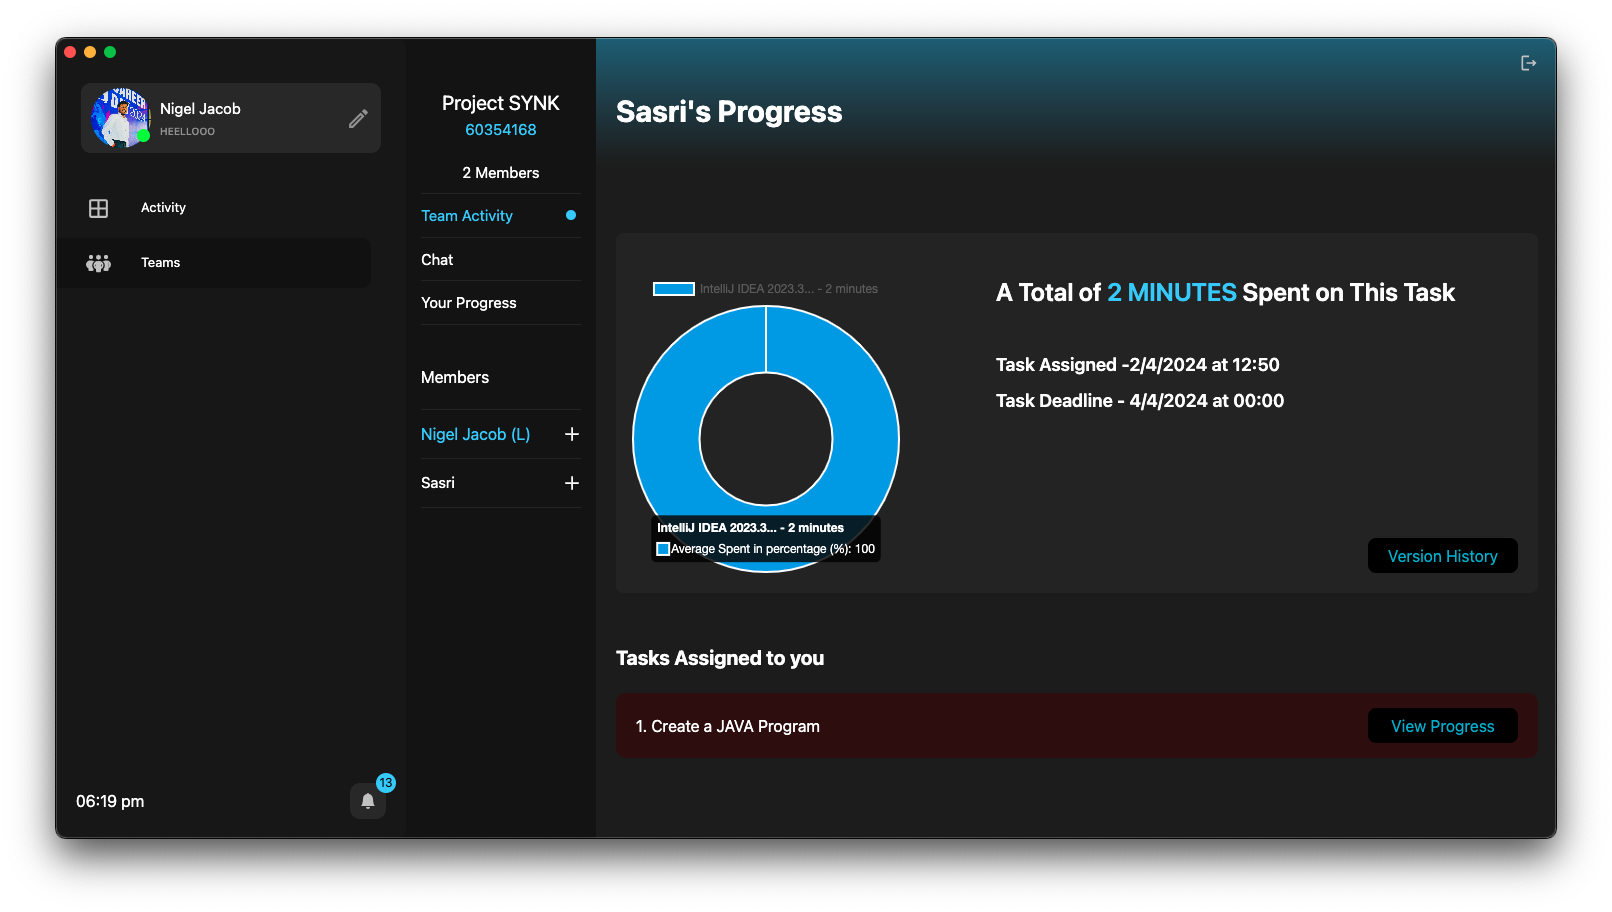 Nigel Jacob
HEELLOOO
Activity
Teams
06:19 pm
13
Project SYNK
60354168
2 Members
Team Activity
Chat
Your Progress
Members
Nigel Jacob (L)
Sasri
Sasri's Progress
IntelliJ IDEA 2023.3... - 2 minutes
IntelliJ IDEA 2023.3... - 2 minutes
Average Spent in percentage (%): 100
A Total of 2 MINUTES Spent on This Task
Task Assigned -2/4/2024 at 12:50
Task Deadline - 4/4/2024 at 00:00
Version History
Tasks Assigned to you
1. Create a JAVA Program
View Progress